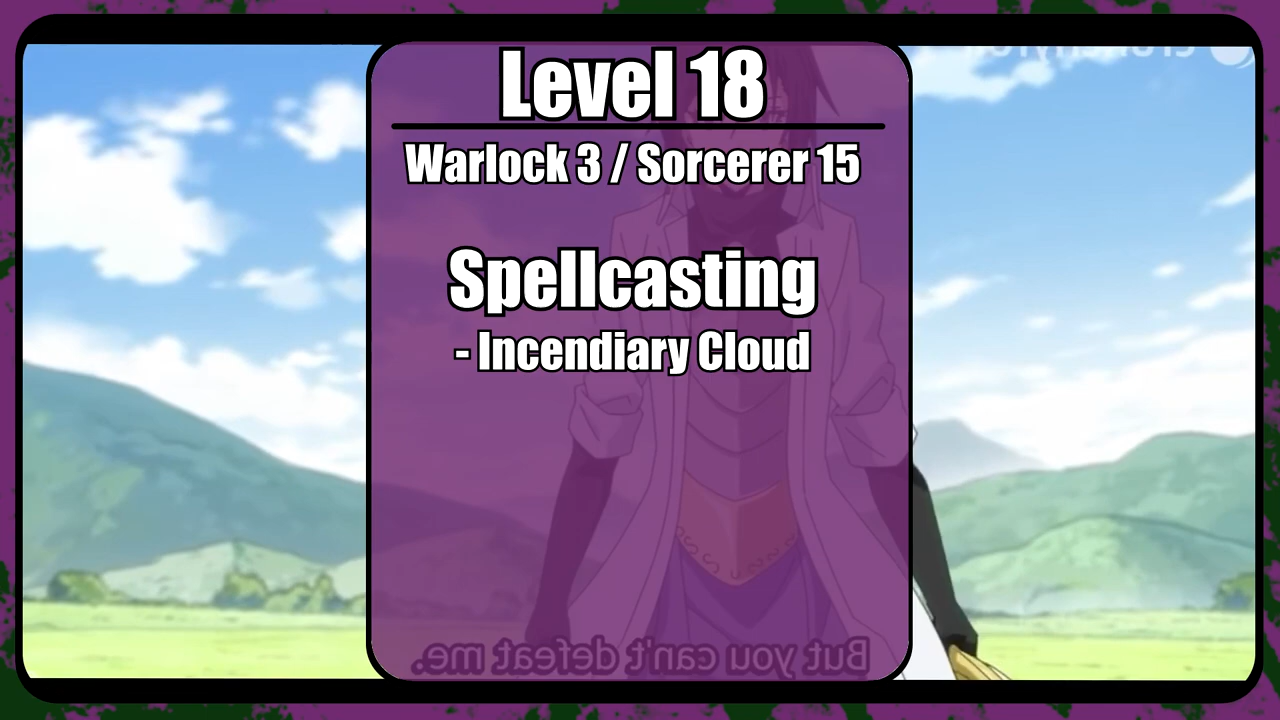 Level 18
Warlock 3 / Sorcerer 15
Spellcasting
- Incendiary Cloud
But you can't defeat me.